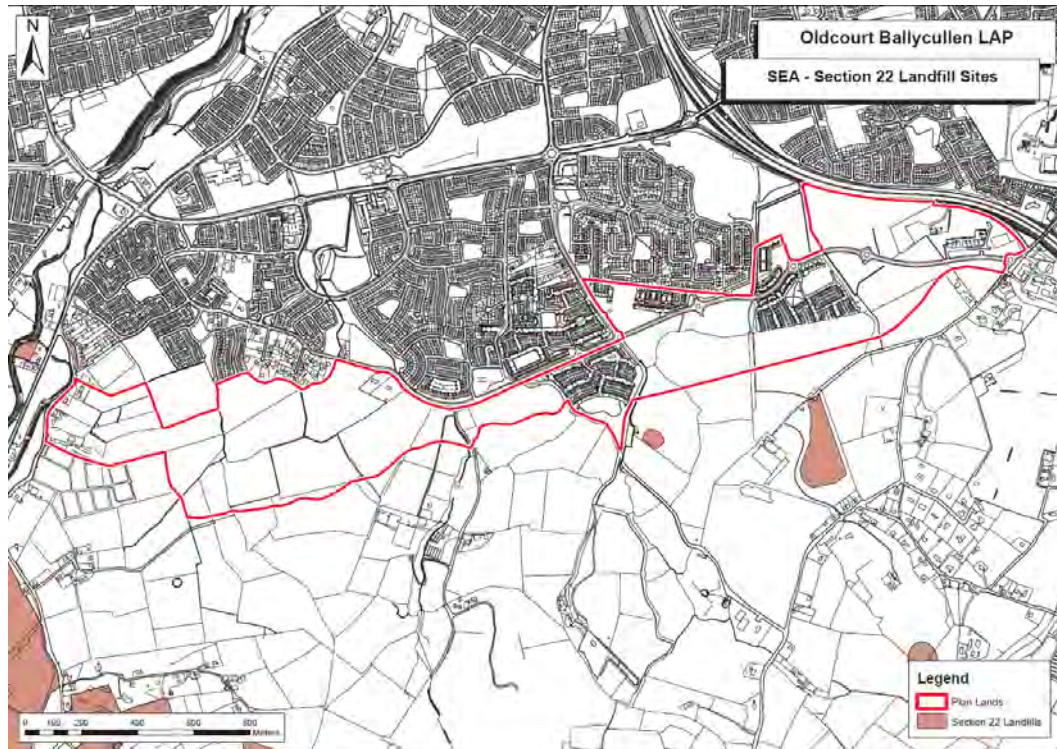 N
Oldcourt Ballycullen LAP
SEA - Section 22 Landfill Sites
Legend
Plan Lands
Section 22 Landfills
0 100 200 400 600 800
Meters